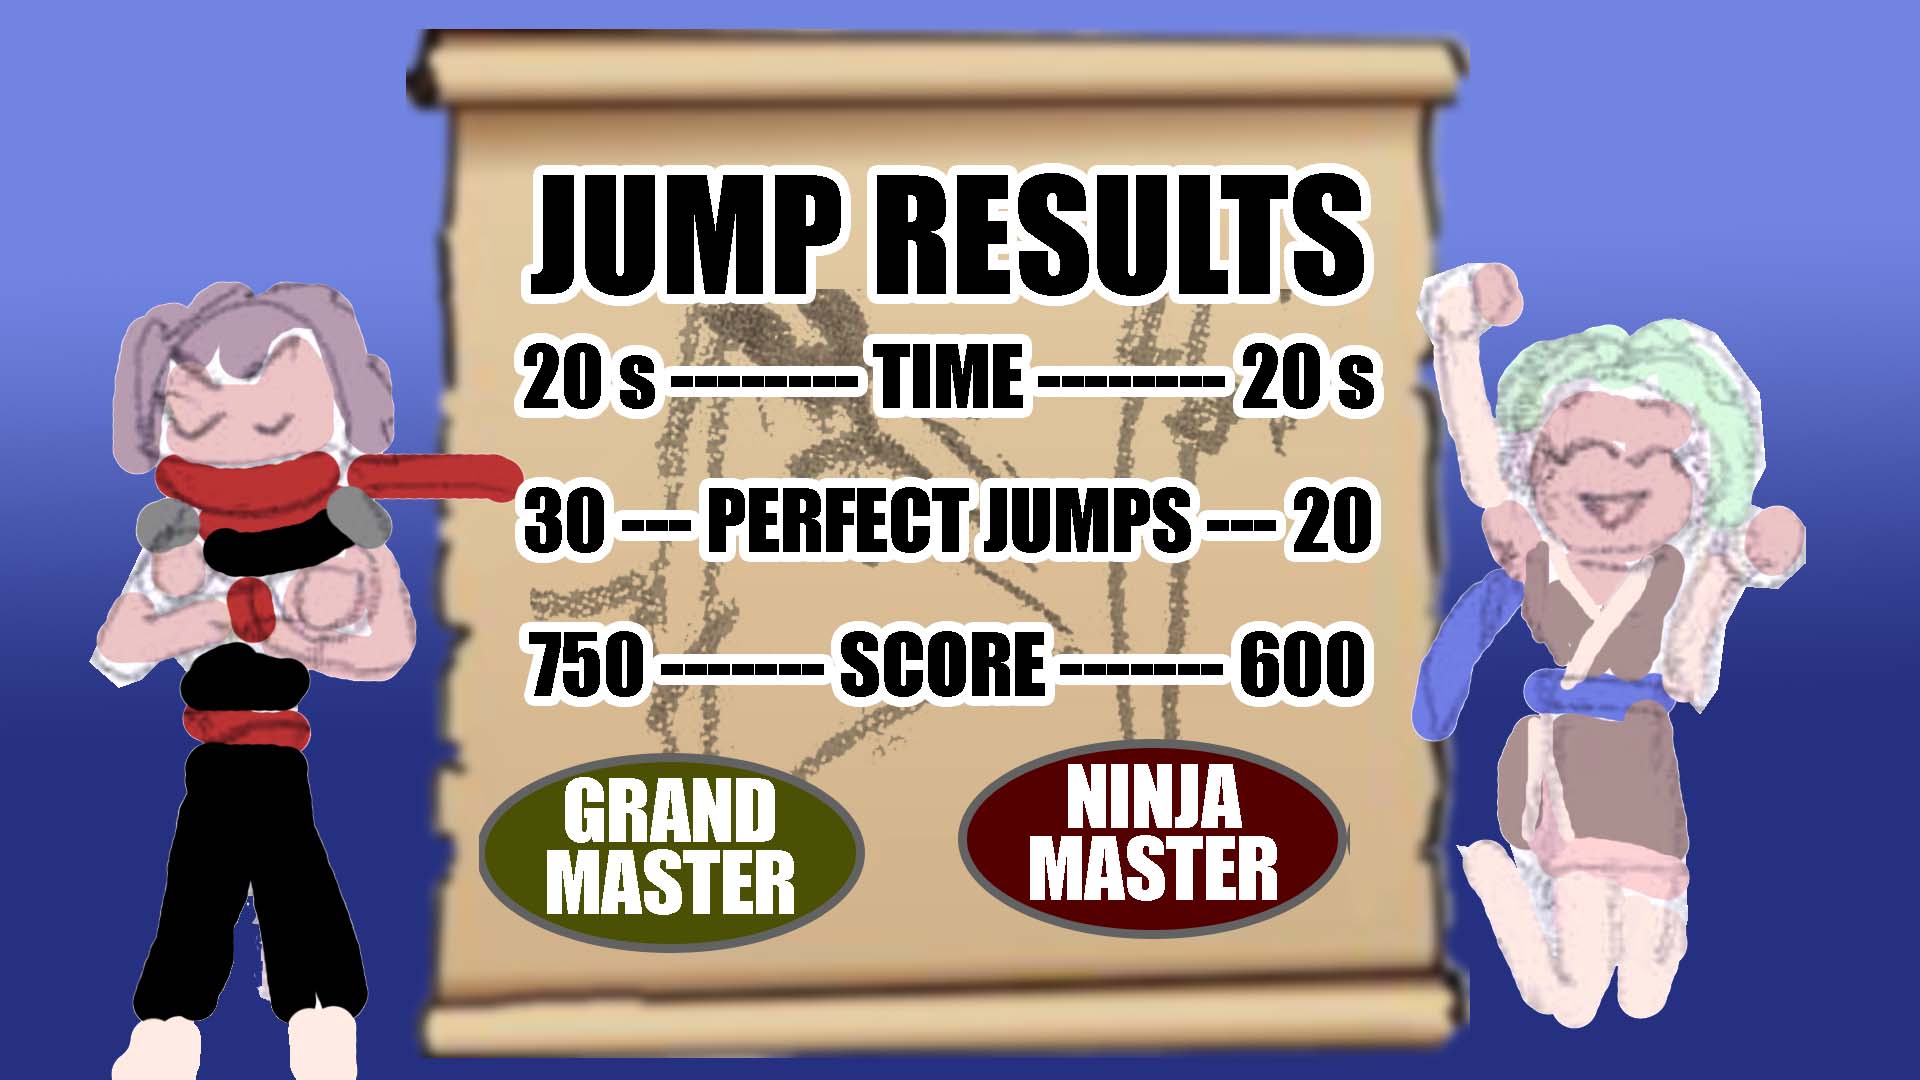 JUMP RESULTS
20 s -------- TIME -------- 20 s
30 --- PERFECT JUMPS --- 20
750 ------- SCORE ------- 600
GRAND
MASTER
NINJA
MASTER